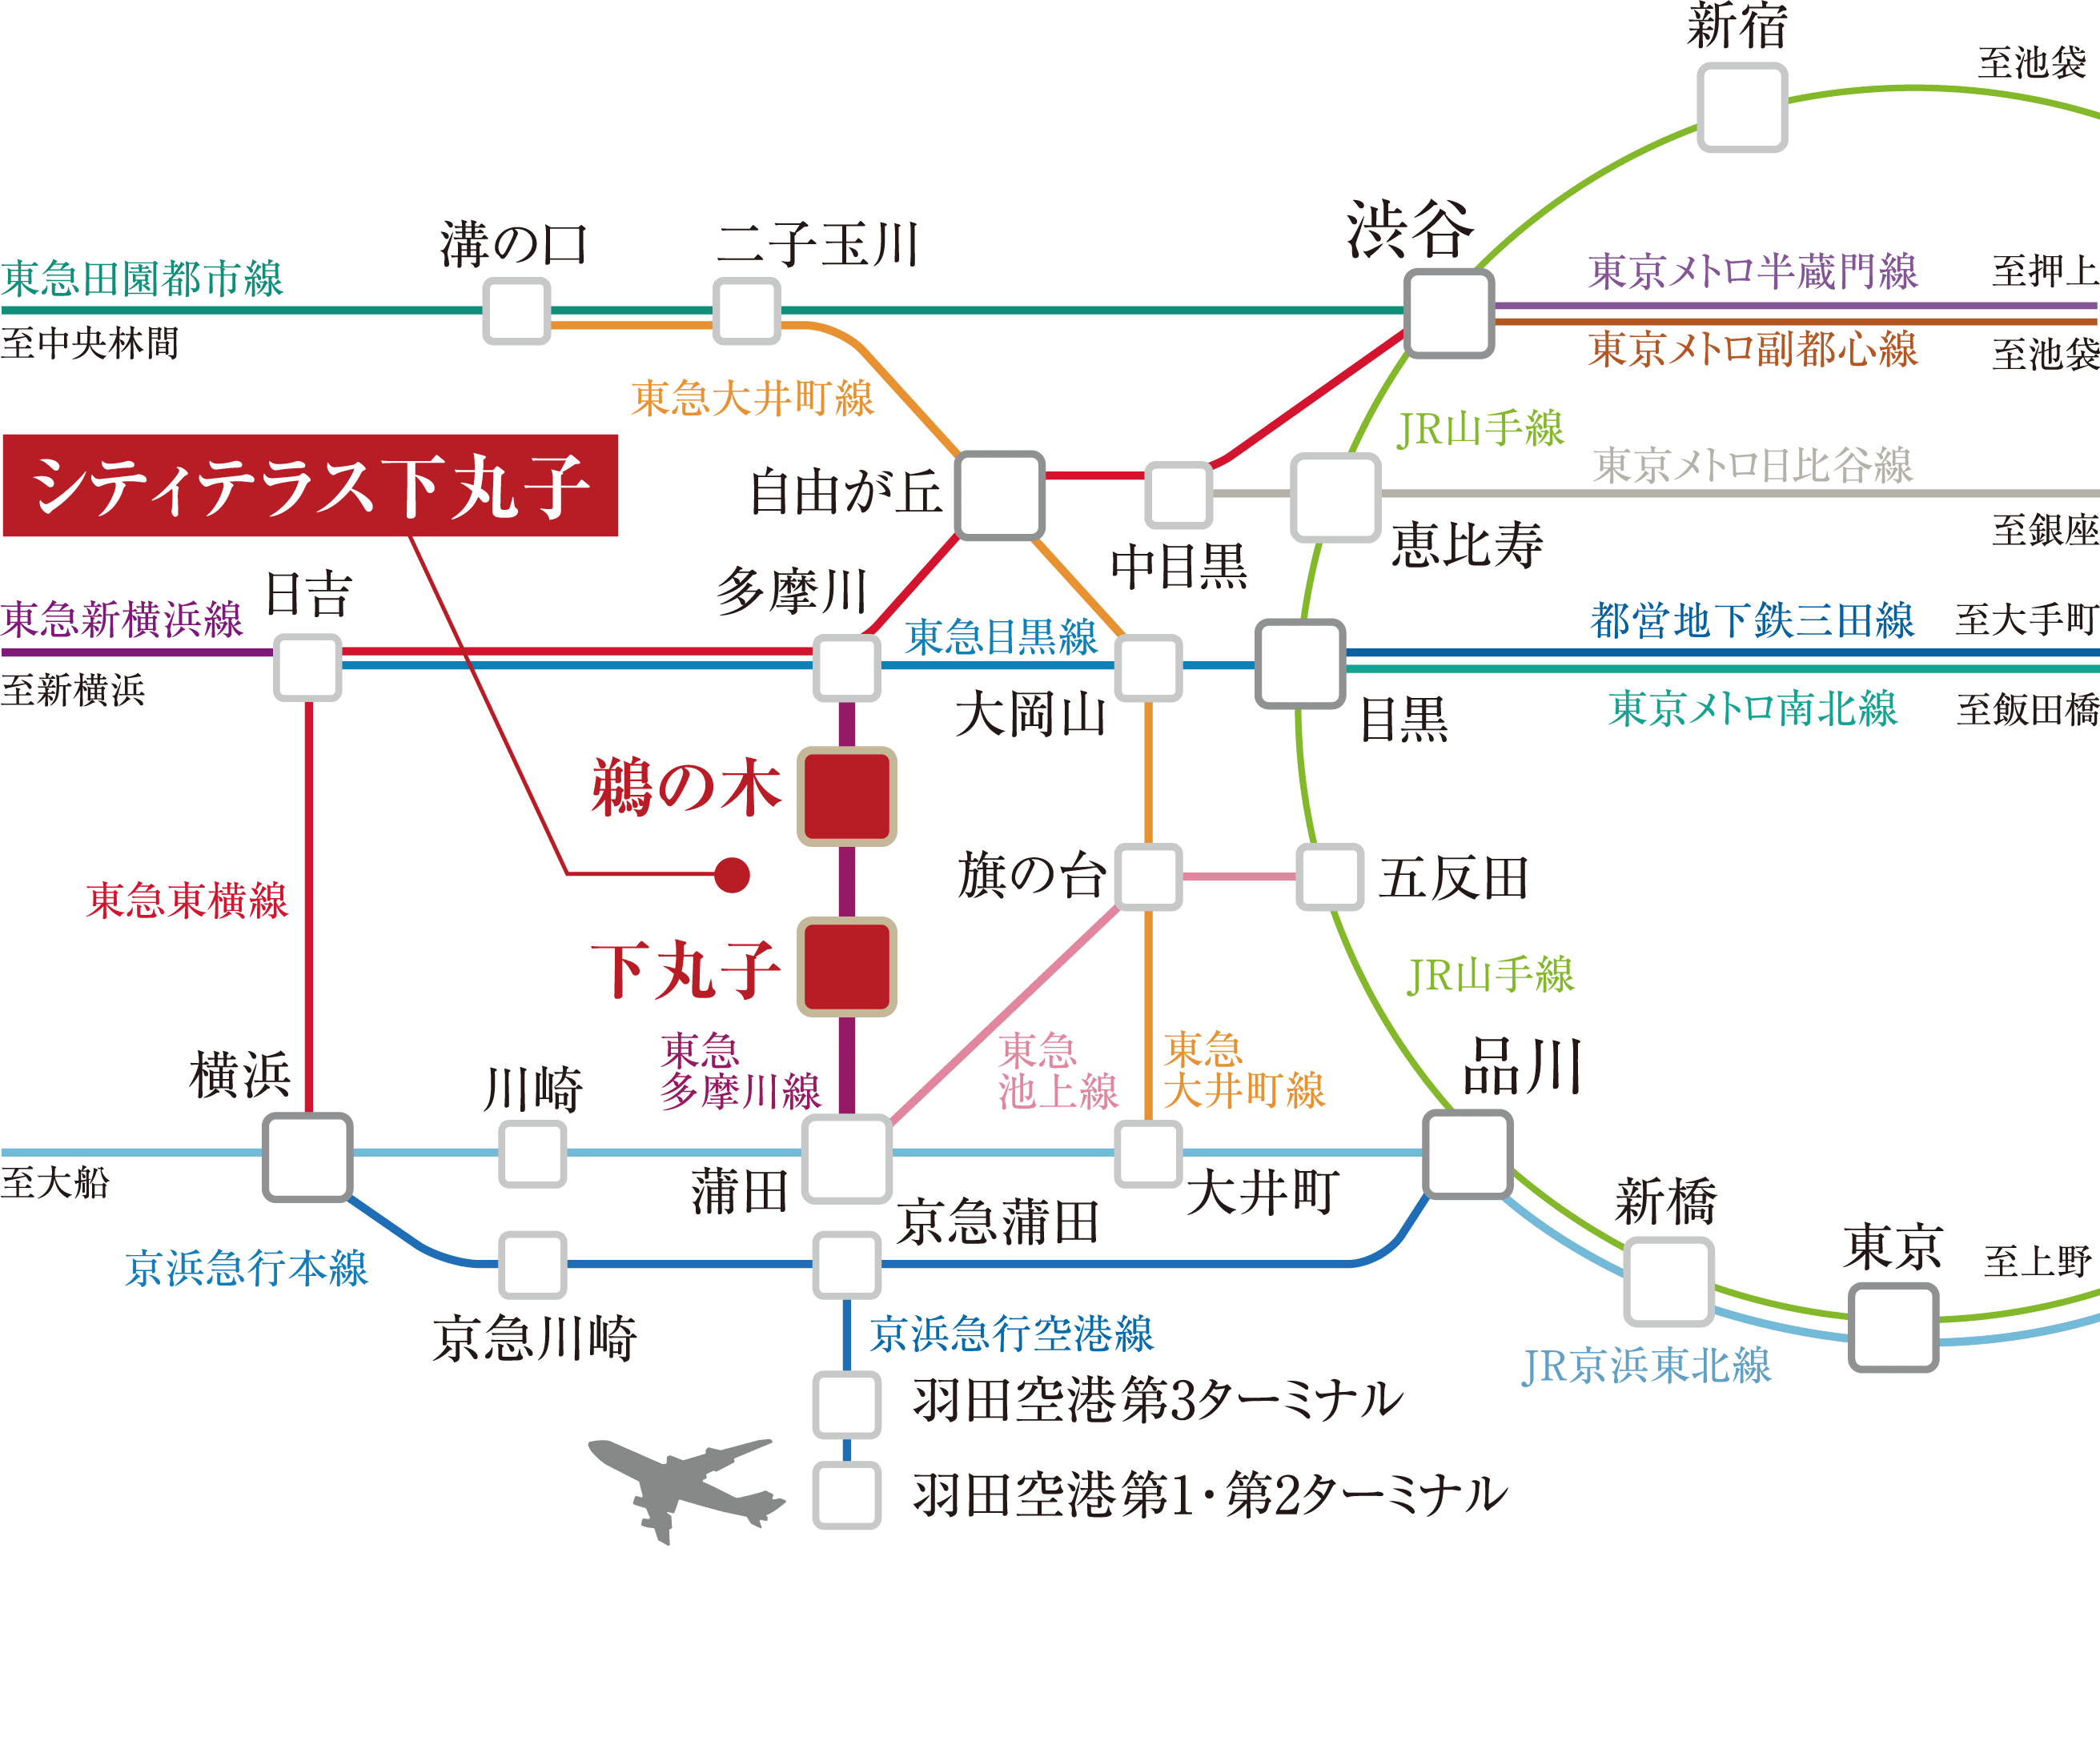 新宿
至池袋
渋谷
溝の口
二子玉川
東急田園都市線
至中央林間
東京メトロ半蔵門線
至押上
東京メトロ副都心線
至池袋
東急大井町線
JR山手線
シティテラス下丸子
自由が丘
中目黒
恵比寿
東京メトロ日比谷線
至銀座
日吉
多摩川
東急新横浜線
至新横浜
東急目黒線
都営地下鉄三田線
至大手町
大岡山
目黒
東京メトロ南北線
至飯田橋
鵜の木
旗の台
五反田
東急東横線
下丸子
JR山手線
横浜
川崎
東急
多摩川線
東急
池上線
東急
大井町線
品川
至大船
蒲田
京急蒲田
大井町
新橋
東京
至上野
京浜急行本線
京急川崎
京浜急行空港線
JR京浜東北線
羽田空港第3ターミナル
羽田空港第1・第2ターミナル